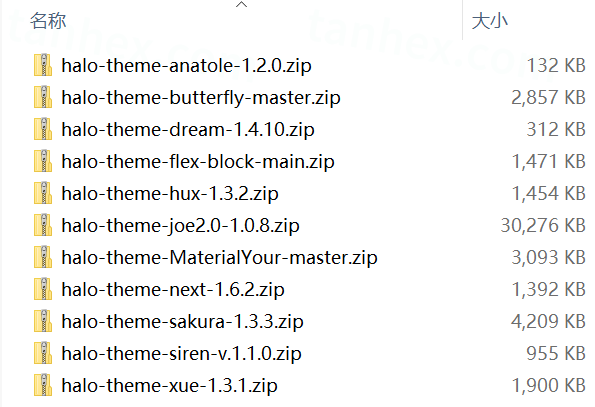 名称 大小
halo-theme-anatole-1.2.0.zip 132 KB
halo-theme-butterfly-master.zip 2,857 KB
halo-theme-dream-1.4.10.zip 312 KB
halo-theme-flex-block-main.zip 1,471 KB
halo-theme-hux-1.3.2.zip 1,454 KB
halo-theme-joe2.0-1.0.8.zip 30,276 KB
halo-theme-MaterialYour-master.zip 3,093 KB
halo-theme-next-1.6.2.zip 1,392 KB
halo-theme-sakura-1.3.3.zip 4,209 KB
halo-theme-siren-v.1.1.0.zip 955 KB
halo-theme-xue-1.3.1.zip 1,900 KB